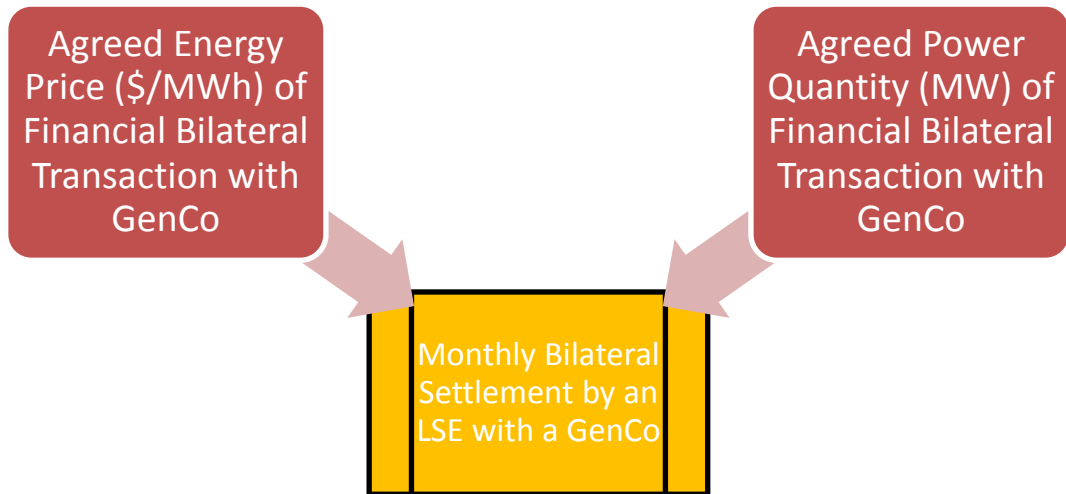 Agreed Energy
Price ($/MWh) of
Financial Bilateral
Transaction with
GenCo
Agreed Power
Quantity (MW) of
Financial Bilateral
Transaction with
GenCo
Monthly Bilateral
Settlement by an
LSE with a GenCo